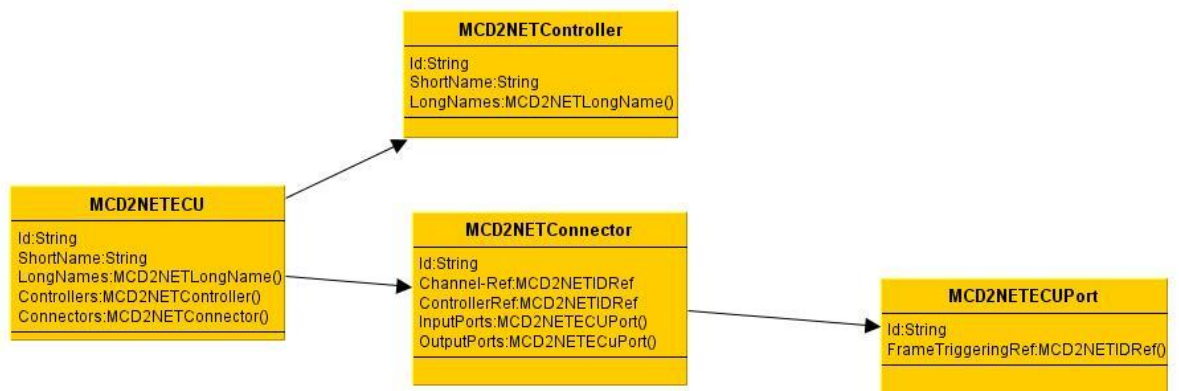 MCD2NETController
Id:String
ShortName:String
LongNames:MCD2NETLongName()
MCD2NETECU
Id:String
ShortName:String
LongNames:MCD2NETLongName()
Controllers:MCD2NETController()
Connectors:MCD2NETConnector()
MCD2NETConnector
Id:String
Channel-Ref:MCD2NETIDRef
ControllerRef:MCD2NETIDRef
InputPorts:MCD2NETECUPort()
OutputPorts:MCD2NETECuPort()
MCD2NETECUPort
Id:String
FrameTriggeringRef:MCD2NETIDRef()